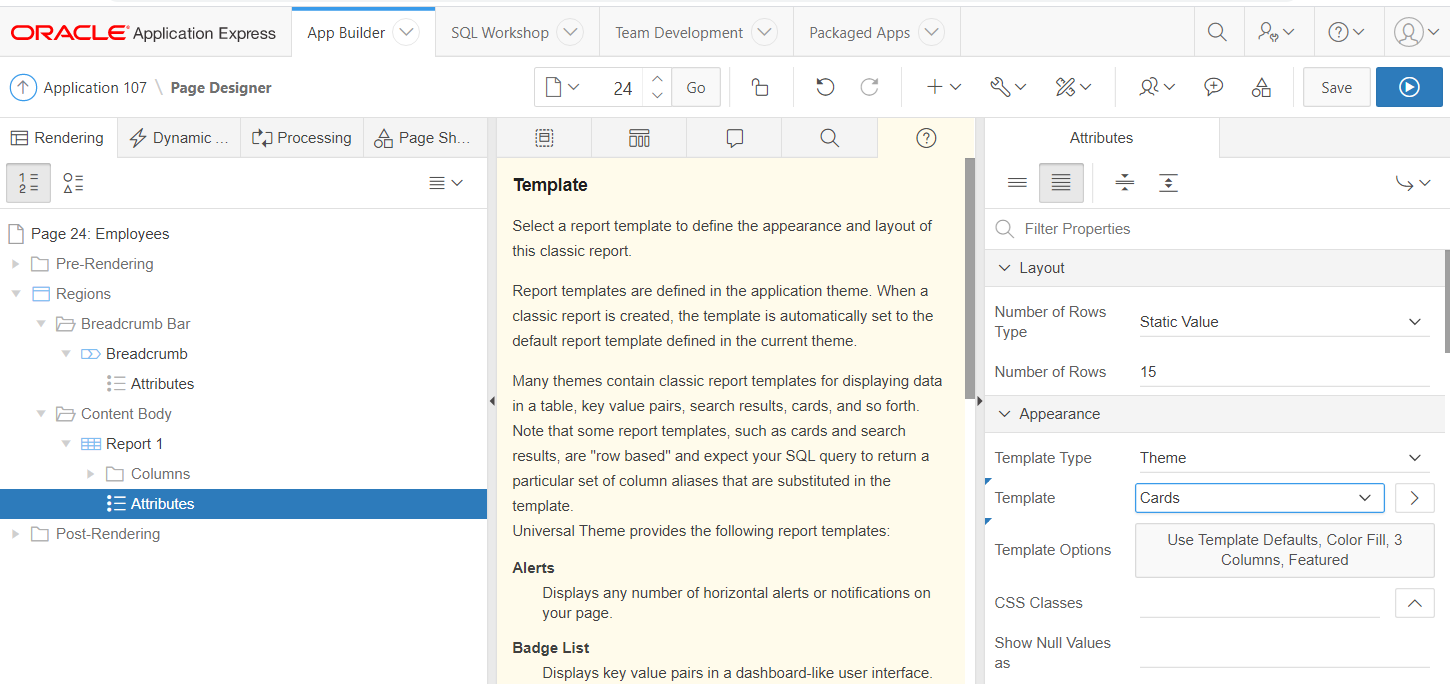 ORACLE® Application Express
App Builder
SQL Workshop
Team Development
Packaged Apps
Application 107 \ Page Designer
24
Go
Save
Rendering
Dynamic ...
Processing
Page Sh...
Page 24: Employees
Pre-Rendering
Regions
Breadcrumb Bar
Breadcrumb
Attributes
Content Body
Report 1
Columns
Attributes
Post-Rendering
Template
Select a report template to define the appearance and layout of
this classic report.
Report templates are defined in the application theme. When a
classic report is created, the template is automatically set to the
default report template defined in the current theme.
Many themes contain classic report templates for displaying data
in a table, key value pairs, search results, cards, and so forth.
Note that some report templates, such as cards and search
results, are "row based" and expect your SQL query to return a
particular set of column aliases that are substituted in the
template.
Universal Theme provides the following report templates:
Alerts
Displays any number of horizontal alerts or notifications on
your page.
Badge List
Displays key value pairs in a dashboard-like user interface.
Attributes
Filter Properties
Layout
Number of Rows
Type
Static Value
Number of Rows
15
Appearance
Template Type
Theme
Template
Cards
Template Options
Use Template Defaults, Color Fill, 3
Columns, Featured
CSS Classes
Show Null Values
as